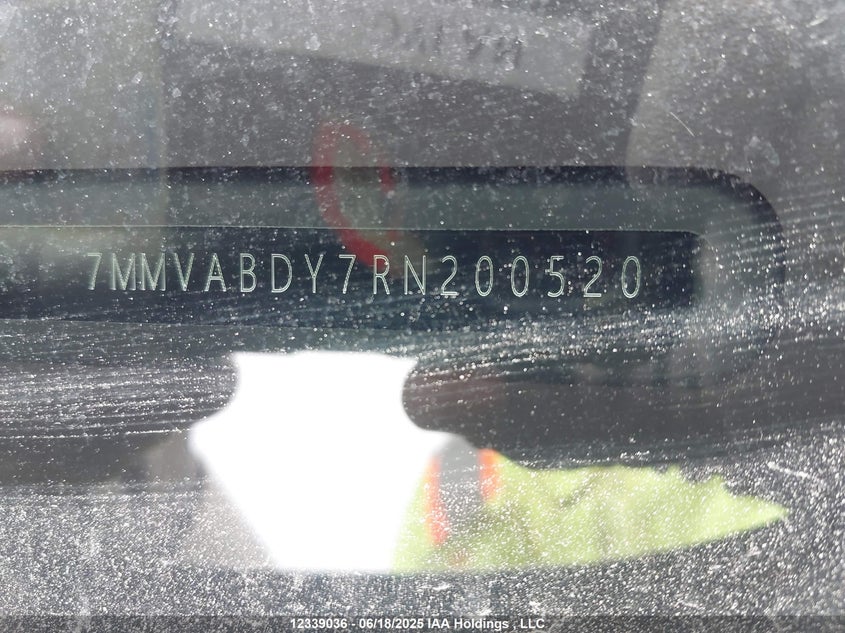 7MMVABDY7RN200520
12339036 - 06/18/2025 IAA Holdings , LLC